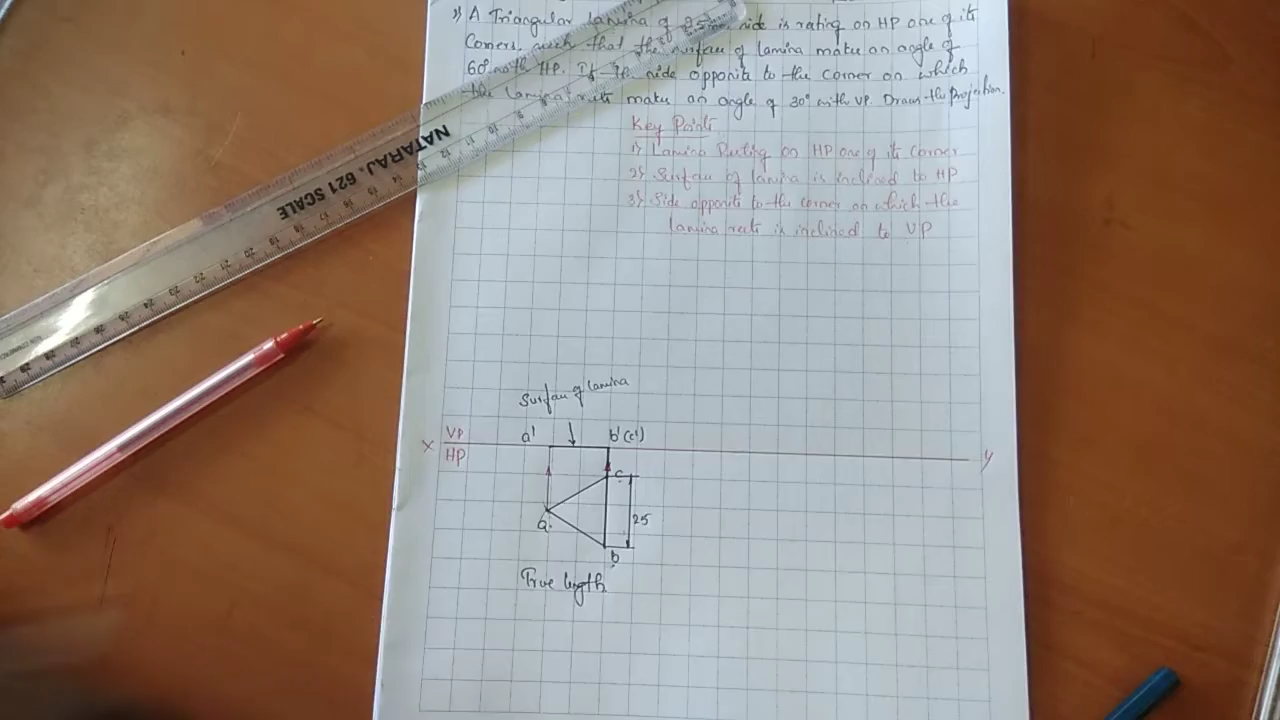 A Triangular lamina of 25mm side is resting on HP one of its
Corners. such that the surface of lamina makes an angle of
60° with HP. If the side opposite to the corner on which
the lamina rests makes an angle of 30° with VP. Draw the Projection.
Key Points
1) Lamina Resting on HP one of its corner
2) Surface of lamina is inclined to HP
3) Side opposite to the corner on which the
lamina rests is inclined to VP
NATARAJ. 621 SCALE
Surface of lamina
a' b'(c')
X VP
HP y
c
a 25
b
True length